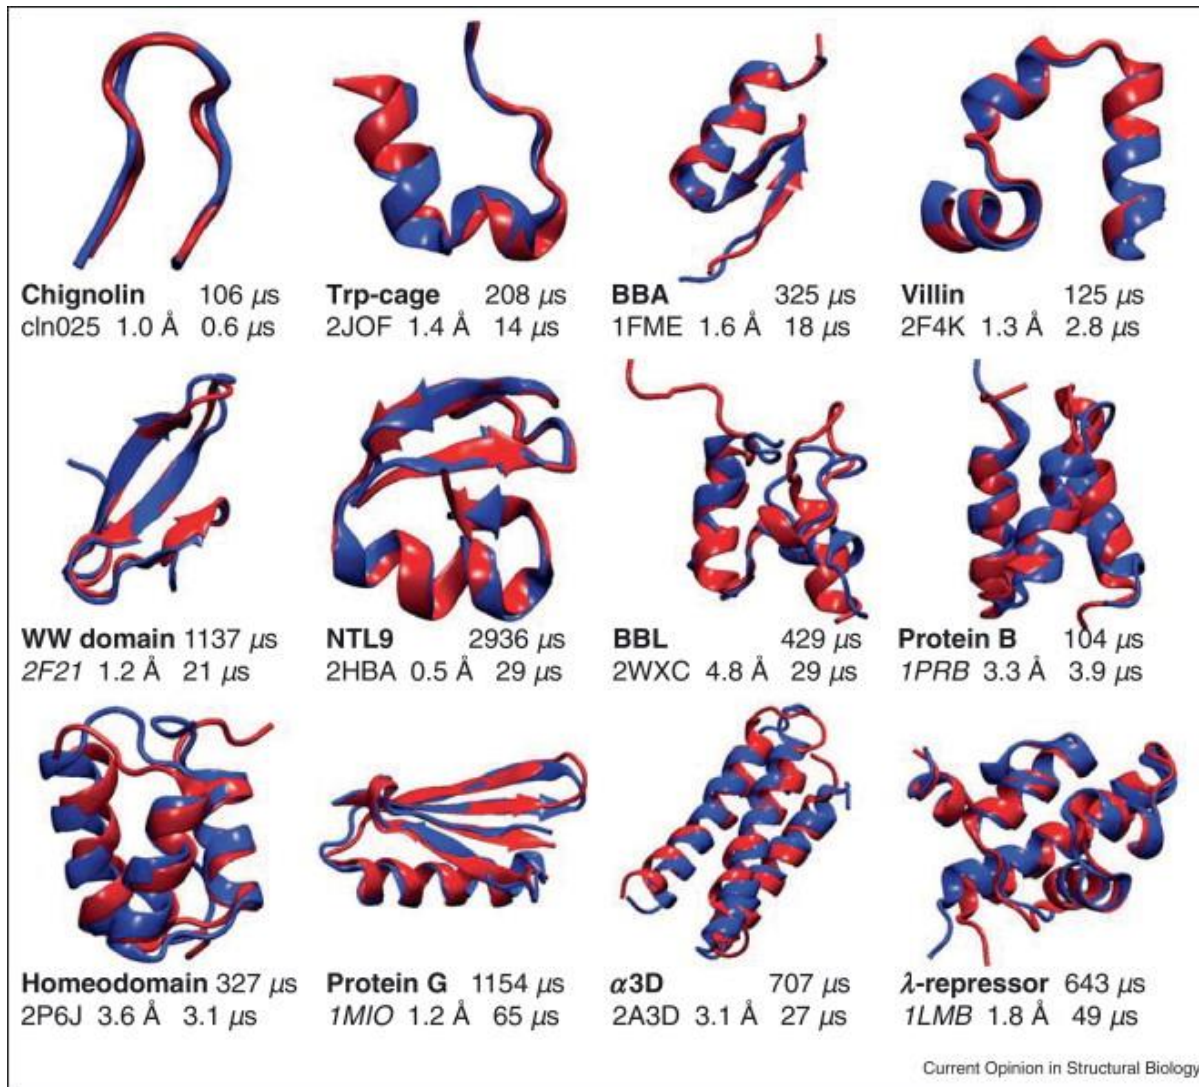 Chignolin 106 µs
cln025 1.0 Å 0.6 µs
Trp-cage 208 µs
2JOF 1.4 Å 14 µs
BBA 325 µs
1FME 1.6 Å 18 µs
Villin 125 µs
2F4K 1.3 Å 2.8 µs
WW domain 1137 µs
2F21 1.2 Å 21 µs
NTL9 2936 µs
2HBA 0.5 Å 29 µs
BBL 429 µs
2WXC 4.8 Å 29 µs
Protein B 104 µs
1PRB 3.3 Å 3.9 µs
Homeodomain 327 µs
2P6J 3.6 Å 3.1 µs
Protein G 1154 µs
1MIO 1.2 Å 65 µs
α3D 707 µs
2A3D 3.1 Å 27 µs
λ-repressor 643 µs
1LMB 1.8 Å 49 µs
Current Opinion in Structural Biology